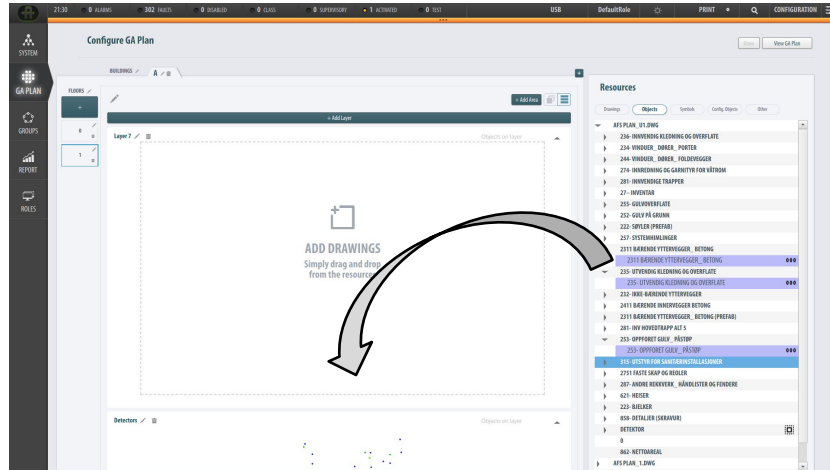 21:30 0 ALARMS 302 FAULTS 0 DISABLED 0 CLASS 0 SUPERVISORY 1 ACTIVATED 0 TEST USB DefaultRole PRINT CONFIGURATION
SYSTEM
GA PLAN
GROUPS
REPORT
ROLES
Configure GA Plan
Save View GA Plan
BUILDINGS A
FLOORS
+
0
1
+ Add Area
+ Add Layer
Layer 7 Objects on layer
ADD DRAWINGS
Simply drag and drop
from the resources
Detectors Objects on layer
Resources
Drawings Objects Symbols Config. Objects Other
AFS PLAN_U1.DWG
236- INNVENDIG KLEDNING OG OVERFLATE
234- VINDUER_ DØRER_ PORTER
244- VINDUER_ DØRER_ FOLDEVEGGER
274- INNREDNING OG GARNITYR FOR VÅTROM
281- INNVENDIGE TRAPPER
27-- INVENTAR
255- GULVOVERFLATE
252- GULV PÅ GRUNN
222- SØYLER (PREFAB)
257- SYSTEMHIMLINGER
2311 BÆRENDE YTTERVEGGER_ BETONG
2311 BÆRENDE YTTERVEGGER_ BETONG
235- UTVENDIG KLEDNING OG OVERFLATE
235- UTVENDIG KLEDNING OG OVERFLATE
232- IKKE-BÆRENDE YTTERVEGGER
2411 BÆRENDE INNERVEGGER BETONG
2311 BÆRENDE YTTERVEGGER_ BETONG (PREFAB)
281- INV HOVEDTRAPP ALT 5
253- OPPFORET GULV_ PÅSTØP
253- OPPFORET GULV_ PÅSTØP
315- UTSTYR FOR SANITÆRINSTALLASJONER
2751 FASTE SKAP OG REOLER
287- ANDRE REKKVERK_ HÅNDLISTER OG FENDERE
621- HEISER
223- BJELKER
858- DETALJER (SKRAVUR)
DETEKTOR
0
862- NETTOAREAL
AFS PLAN_1.DWG